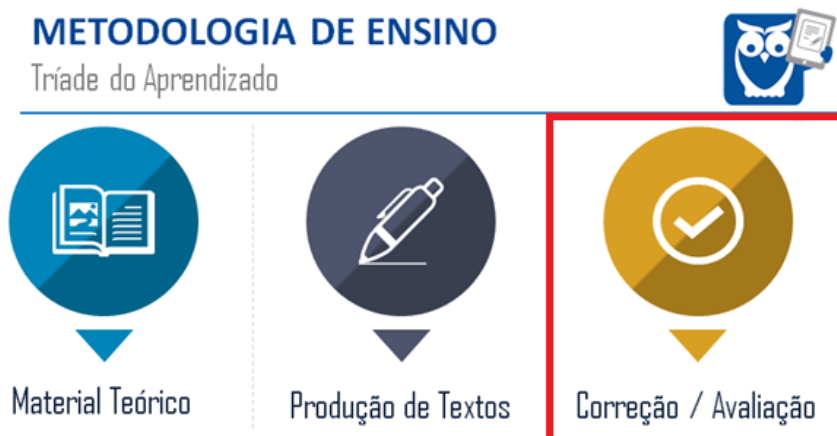 METODOLOGIA DE ENSINO
Tríade do Aprendizado
Material Teórico
Produção de Textos
Correção / Avaliação